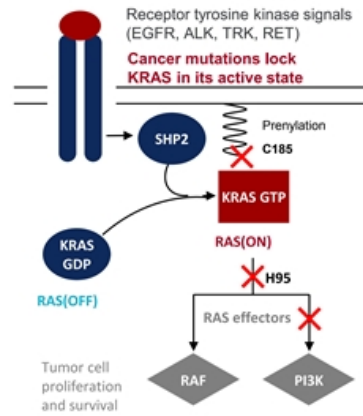 Receptor tyrosine kinase signals
(EGFR, ALK, TRK, RET)
Cancer mutations lock
KRAS in its active state
Prenylation
C185
SHP2
KRAS GTP
KRAS
GDP
RAS(ON)
RAS(OFF)
H95
RAS effectors
Tumor cell
proliferation
and survival
RAF
PI3K